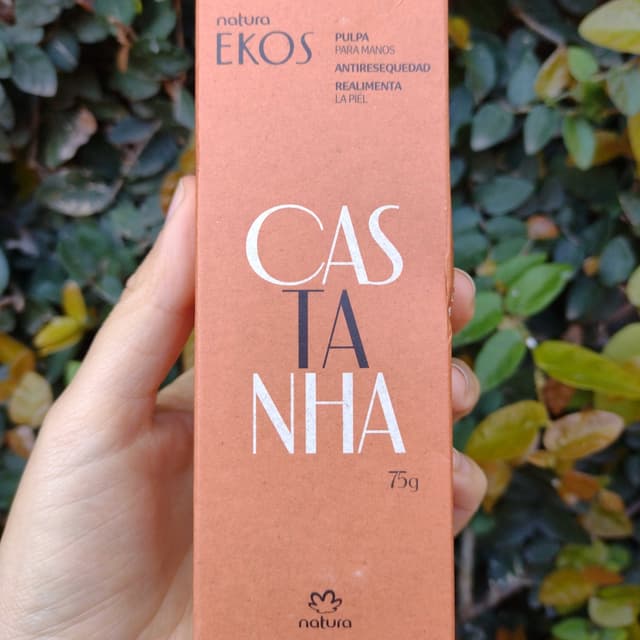 natura
EKOS
PULPA
PARA MANOS
ANTIRESEQUEDAD
REALIMENTA
LA PIEL
CAS
TA
NHA
75g
natura